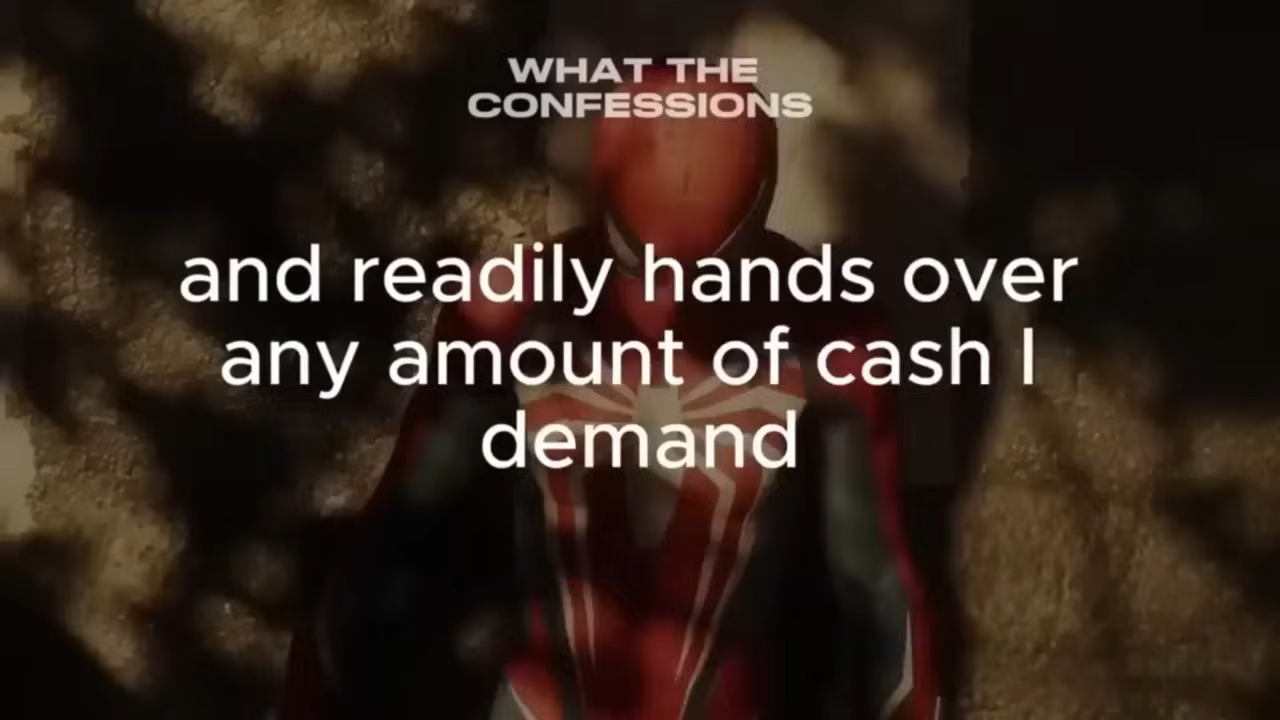 WHAT THE
CONFESSIONS
and readily hands over
any amount of cash I
demand